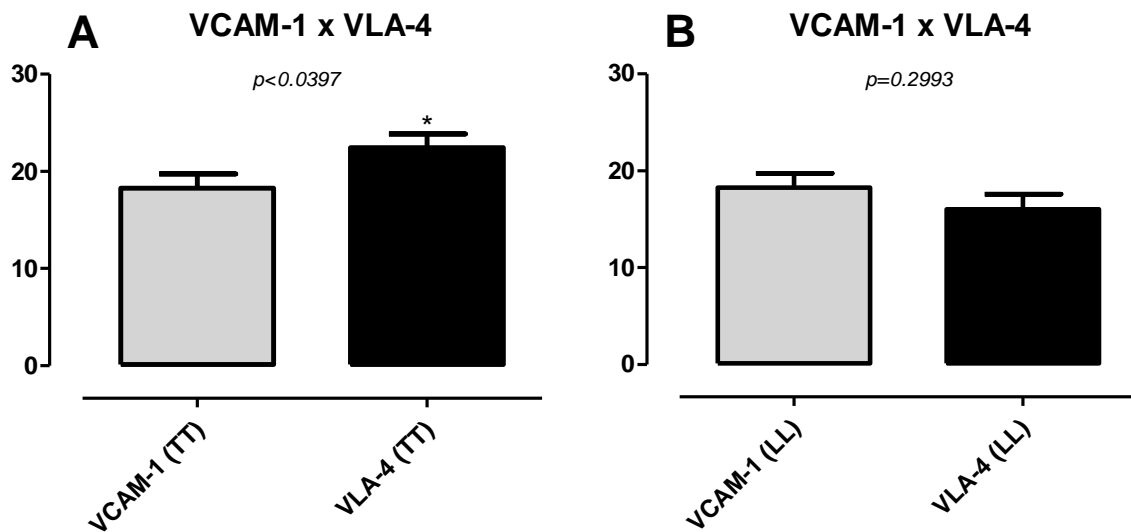 A
VCAM-1 x VLA-4
p<0.0397
30
20
10
0
*
VCAM-1 (TT)
VLA-4 (TT)
B
VCAM-1 x VLA-4
p=0.2993
30
20
10
0
VCAM-1 (LL)
VLA-4 (LL)